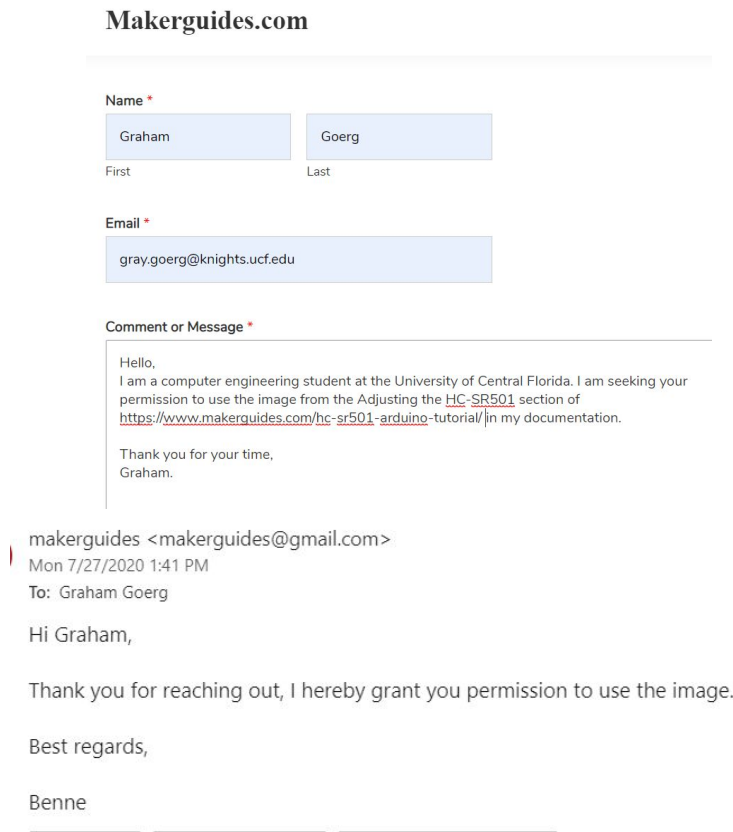 Makerguides.com
Name *
Graham Goerg
First Last
Email *
gray.goerg@knights.ucf.edu
Comment or Message *
Hello,
I am a computer engineering student at the University of Central Florida. I am seeking your
permission to use the image from the Adjusting the HC-SR501 section of
https://www.makerguides.com/hc-sr501-arduino-tutorial/ in my documentation.
Thank you for your time,
Graham.
makerguides <makerguides@gmail.com>
Mon 7/27/2020 1:41 PM
To: Graham Goerg
Hi Graham,
Thank you for reaching out, I hereby grant you permission to use the image.
Best regards,
Benne